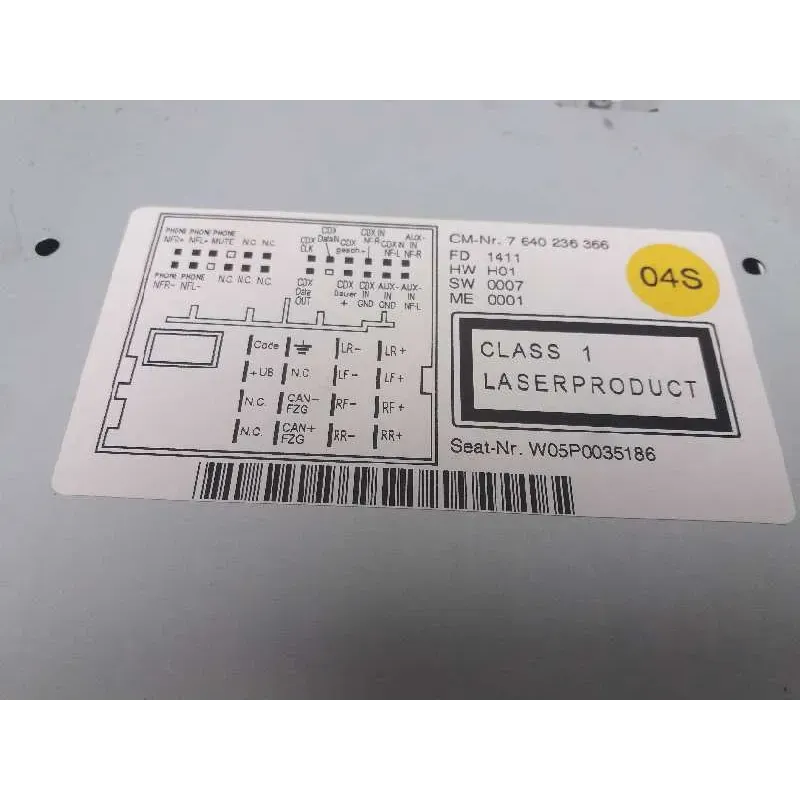 PHONE PHONE PHONE
NFR+ NFL+ MUTE N.C. N.C.
PHONE PHONE
NFR- NFL- N.C. N.C. N.C.
CDX CDX IN AUX-
CDX DataIN CDX NF-R CDX IN IN
CLK gesch.+ NF-L NF-R
CDX CDX CDX CDX AUX- AUX-
Data Dauer IN IN IN IN
OUT + GND GND NF-L
Code LR- LR+
+UB N.C. LF- LF+
N.C. CAN- RF- RF+
FZG
N.C. CAN+ RR- RR+
FZG
CM-Nr. 7 640 236 366
FD 1411
HW H01
SW 0007
ME 0001
04S
CLASS 1
LASERPRODUCT
Seat-Nr. W05P0035186